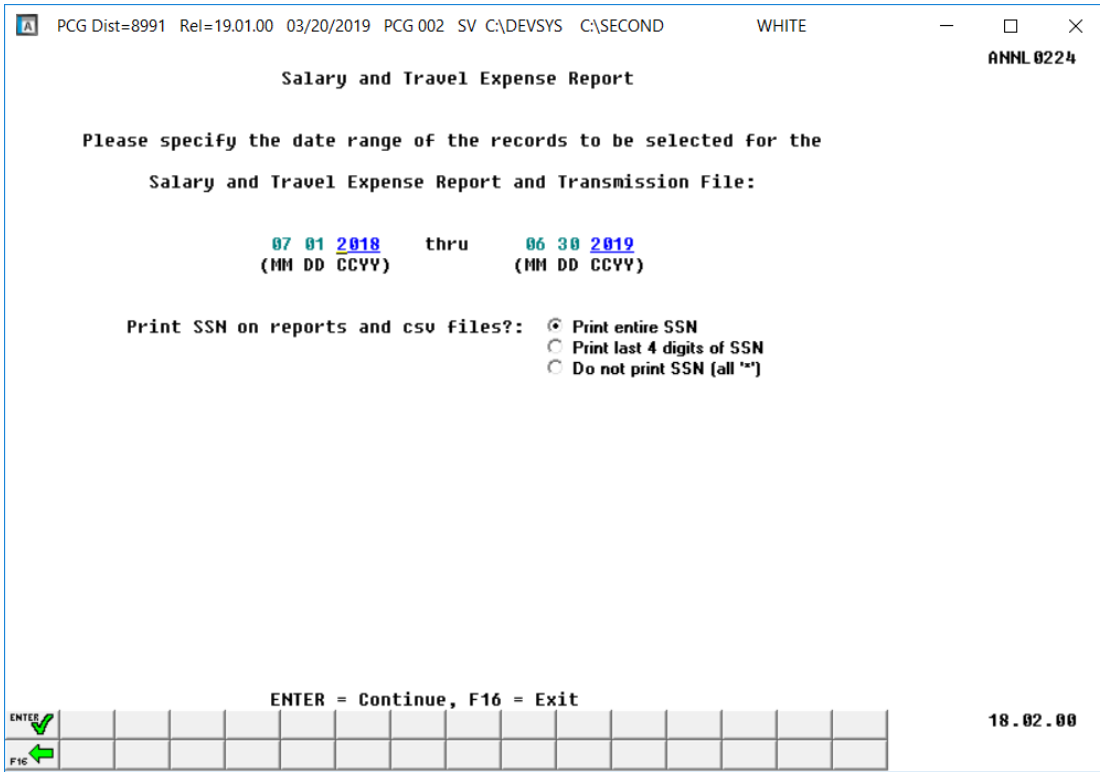 A PCG Dist=8991 Rel=19.01.00 03/20/2019 PCG 002 SV C:\DEVSYS C:\SECOND WHITE
ANNL0224
Salary and Travel Expense Report
Please specify the date range of the records to be selected for the
Salary and Travel Expense Report and Transmission File:
07 01 2018 thru 06 30 2019
(MM DD CCYY) (MM DD CCYY)
Print SSN on reports and csv files?: Print entire SSN
Print last 4 digits of SSN
Do not print SSN (all '*')
ENTER = Continue, F16 = Exit
ENTER 18.02.00
F16